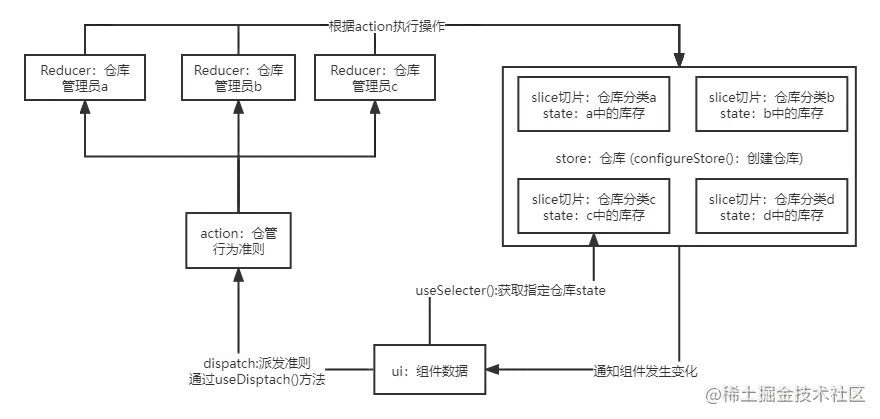 根据action执行操作
Reducer：仓库
管理员a
Reducer：仓库
管理员b
Reducer：仓库
管理员c
slice切片：仓库分类a
state：a中的库存
slice切片：仓库分类b
state：b中的库存
store：仓库 (configureStore()：创建仓库)
slice切片：仓库分类c
state：c中的库存
slice切片：仓库分类d
state：d中的库存
action：仓管
行为准则
useSelecter():获取指定仓库state
dispatch:派发准则
通过useDisptach()方法
ui：组件数据
通知组件发生变化
@稀土掘金技术社区